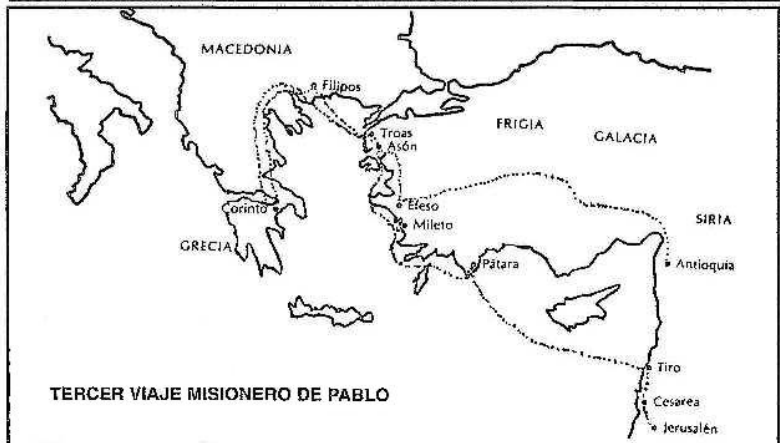 MACEDONIA
Filipos
FRIGIA
GALACIA
Troas
Asón
Efeso
SIRIA
Corinto
Mileto
GRECIA
Pátara
Antioquía
Tiro
TERCER VIAJE MISIONERO DE PABLO
Cesarea
Jerusalén